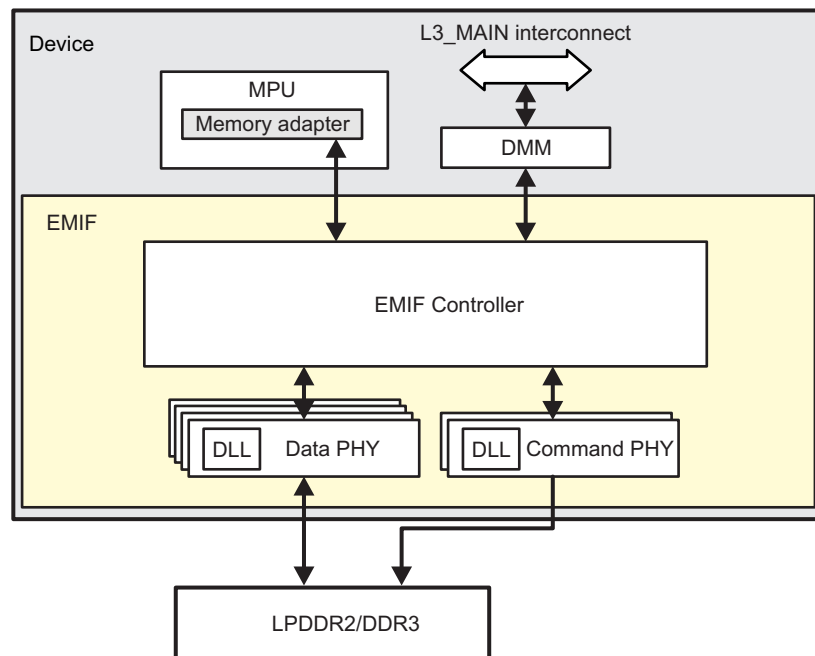 L3_MAIN interconnect
Device
MPU
Memory adapter
DMM
EMIF
EMIF Controller
DLL
Data PHY
DLL
Command PHY
LPDDR2/DDR3